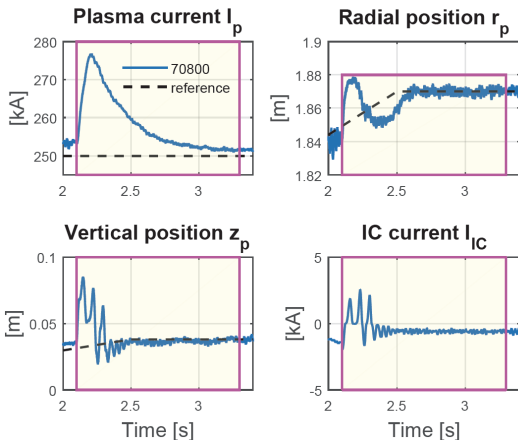 Plasma current I_p
280
270
260
250
[kA]
2
2.5
3
70800
reference
Radial position r_p
1.9
1.88
1.86
1.84
1.82
[m]
2
2.5
3
Vertical position z_p
0.1
0.05
0
[m]
2
2.5
3
Time [s]
IC current I_IC
5
0
-5
[kA]
2
2.5
3
Time [s]